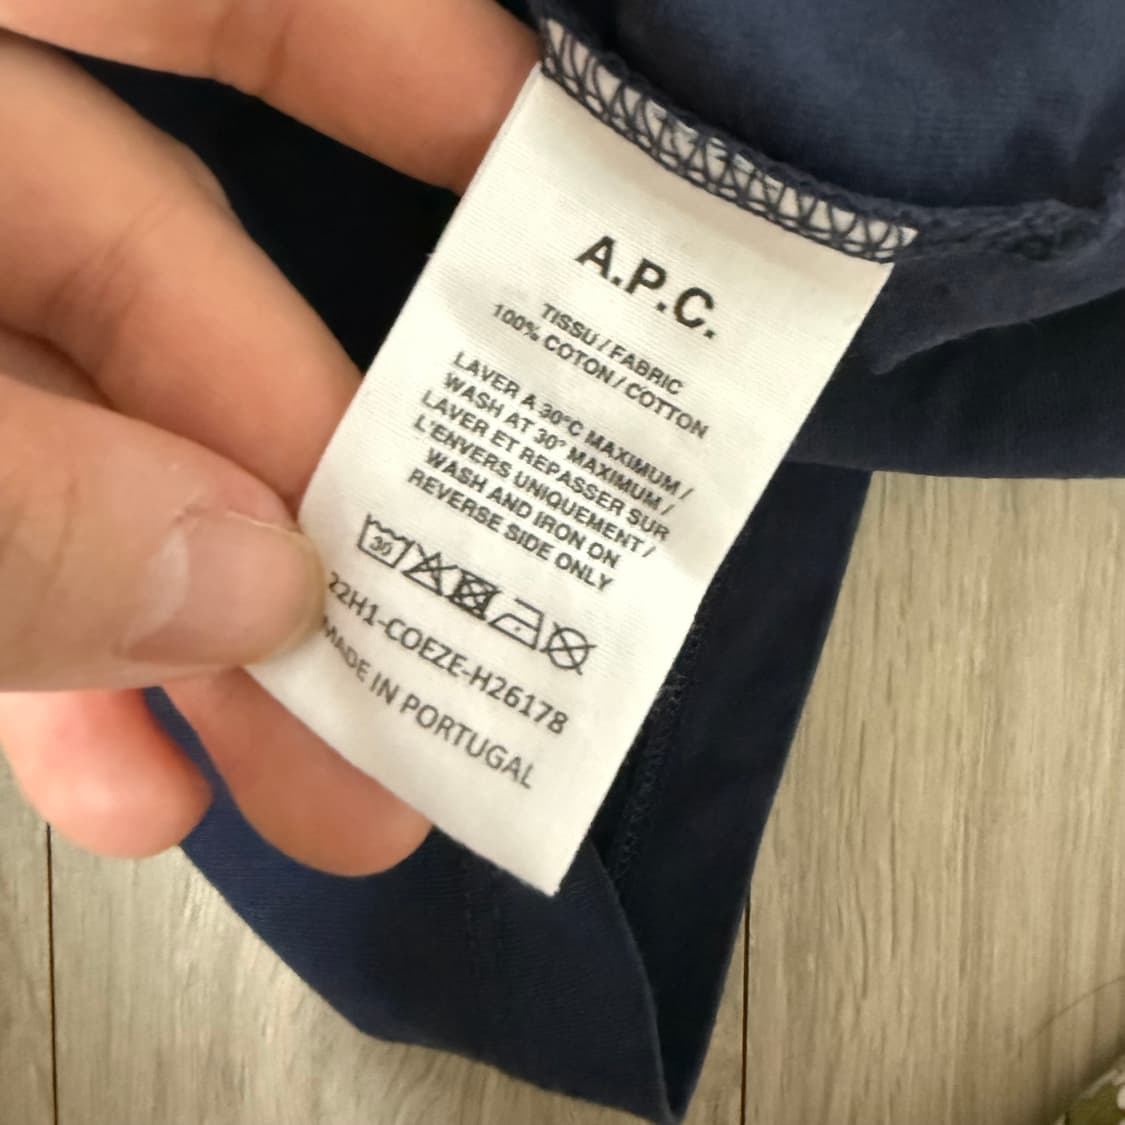 A.P.C.
TISSU / FABRIC
100% COTON / COTTON
LAVER A 30°C MAXIMUM /
WASH AT 30° MAXIMUM /
LAVER ET REPASSER SUR
L'ENVERS UNIQUEMENT /
WASH AND IRON ON
REVERSE SIDE ONLY
30
22H1-COEZE-H26178
MADE IN PORTUGAL